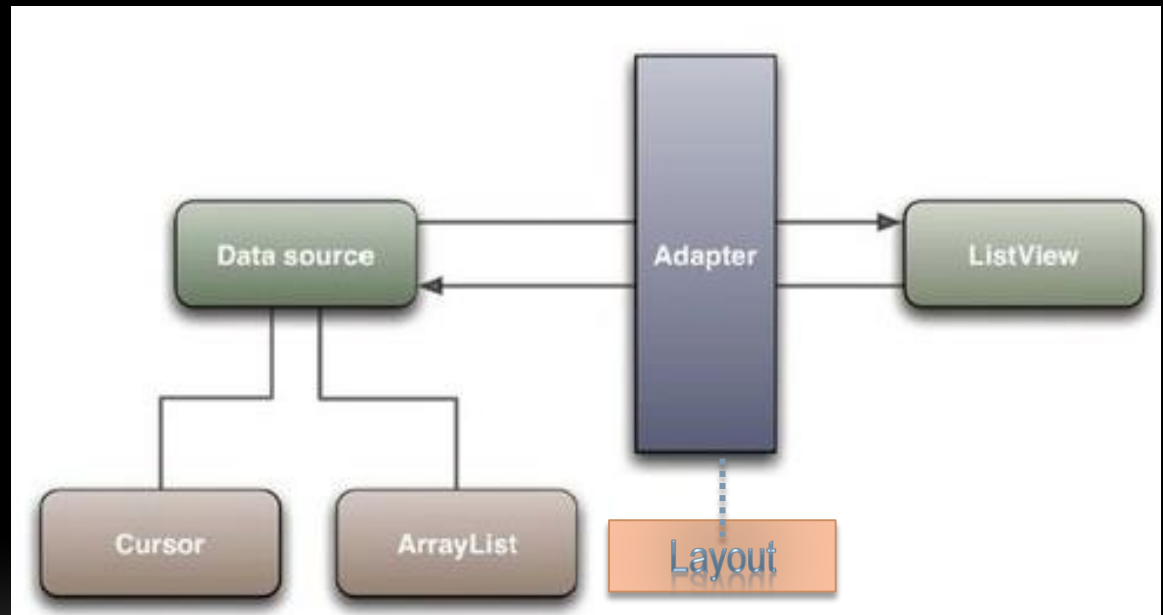 Data source
Adapter
ListView
Cursor
ArrayList
Layout